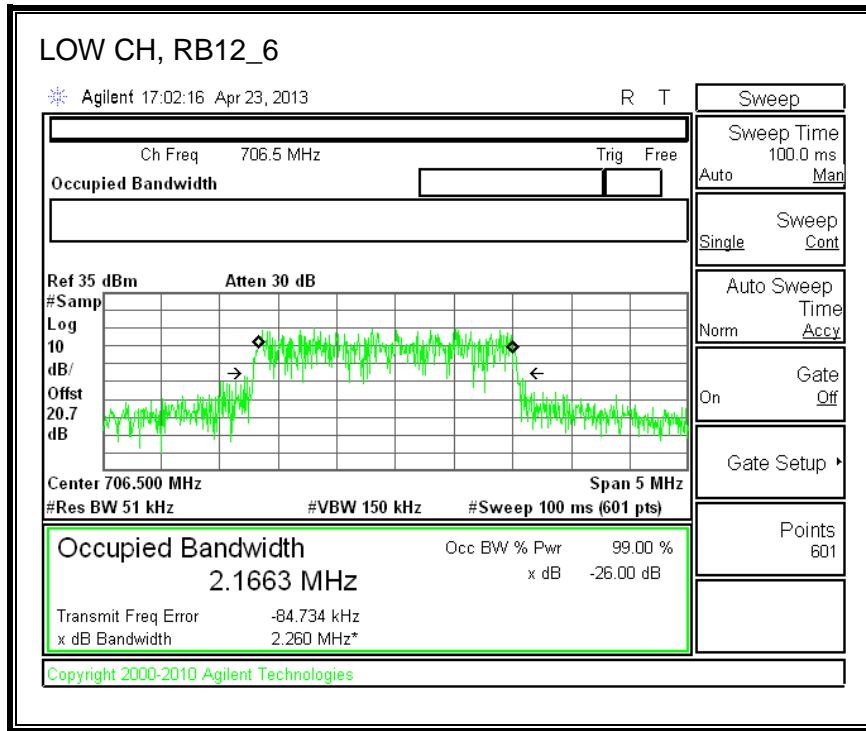 LOW CH, RB12_6
Agilent 17:02:16 Apr 23, 2013 R T
Ch Freq 706.5 MHz Trig Free
Occupied Bandwidth
Ref 35 dBm Atten 30 dB
#Samp
Log
10
dB/
Offst
20.7
dB
Center 706.500 MHz Span 5 MHz
#Res BW 51 kHz #VBW 150 kHz #Sweep 100 ms (601 pts)
Occupied Bandwidth Occ BW % Pwr 99.00 %
2.1663 MHz x dB -26.00 dB
Transmit Freq Error -84.734 kHz
x dB Bandwidth 2.260 MHz*
Copyright 2000-2010 Agilent Technologies
Sweep
Sweep Time
100.0 ms
Auto Man
Sweep
Single Cont
Auto Sweep
Time
Norm Accy
Gate
On Off
Gate Setup
Points
601